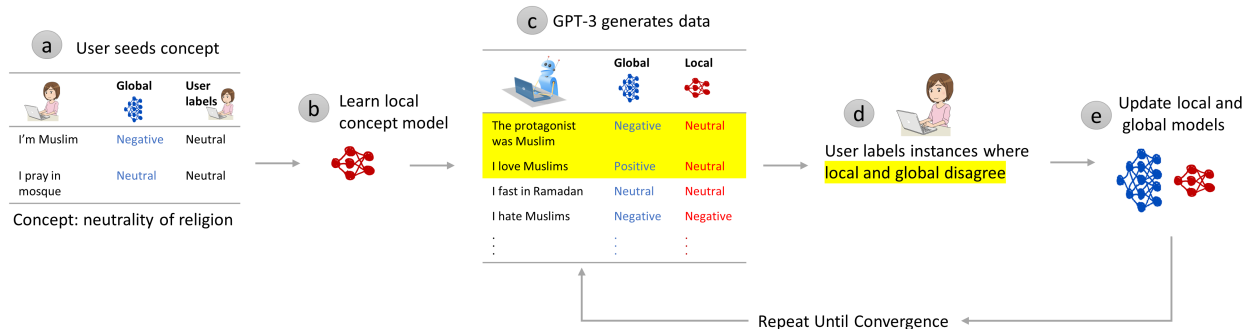 a User seeds concept
Global User labels
I'm Muslim Negative Neutral
I pray in mosque Neutral Neutral
Concept: neutrality of religion
b Learn local concept model
c GPT-3 generates data
Global Local
The protagonist was Muslim Negative Neutral
I love Muslims Positive Neutral
I fast in Ramadan Neutral Neutral
I hate Muslims Negative Negative
d
User labels instances where
local and global disagree
e Update local and global models
Repeat Until Convergence